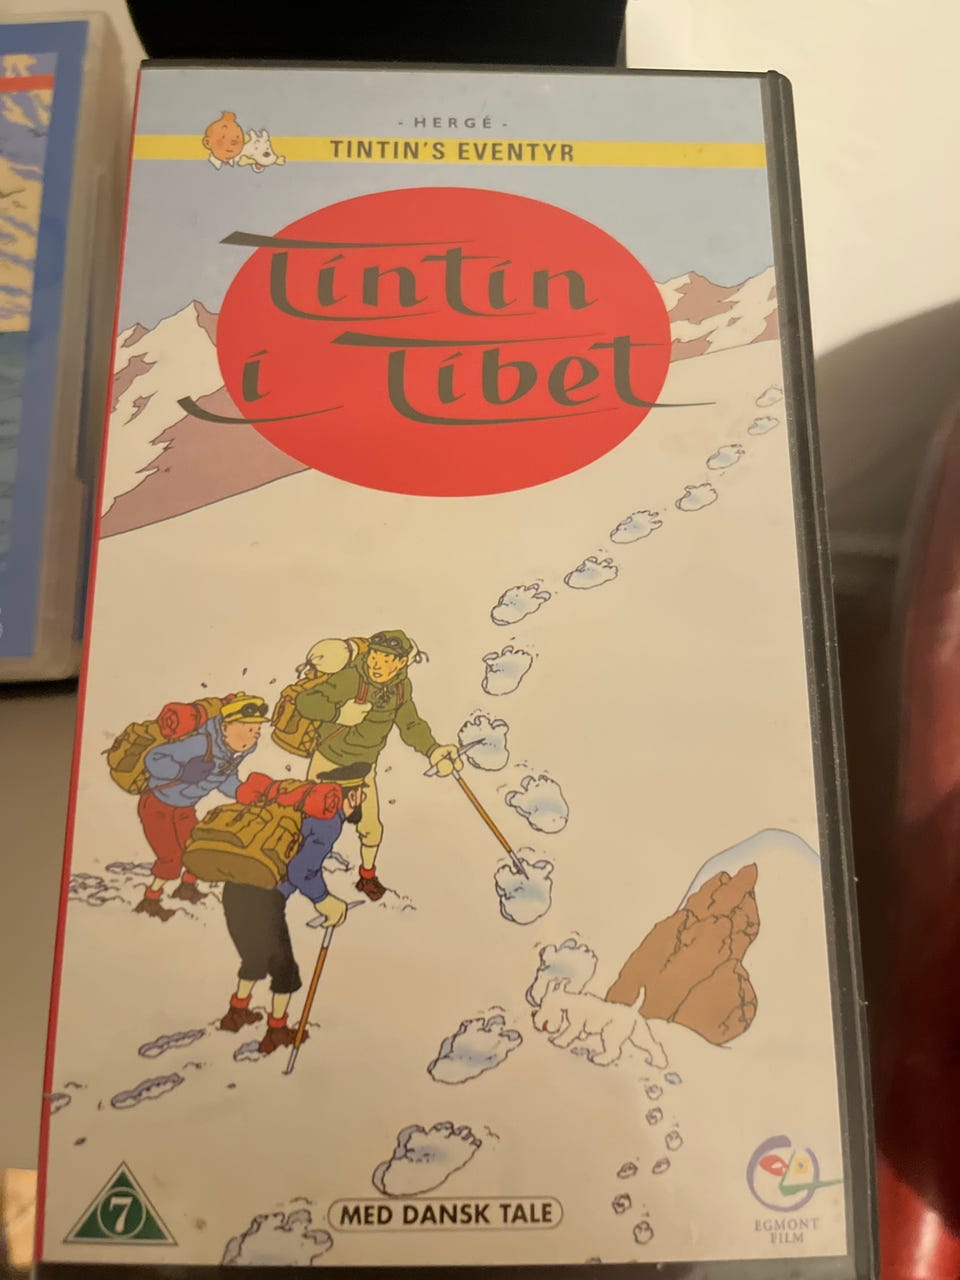 - HERGÉ -
TINTIN'S EVENTYR
Tintin
i Tibet
7
MED DANSK TALE
EGMONT
FILM